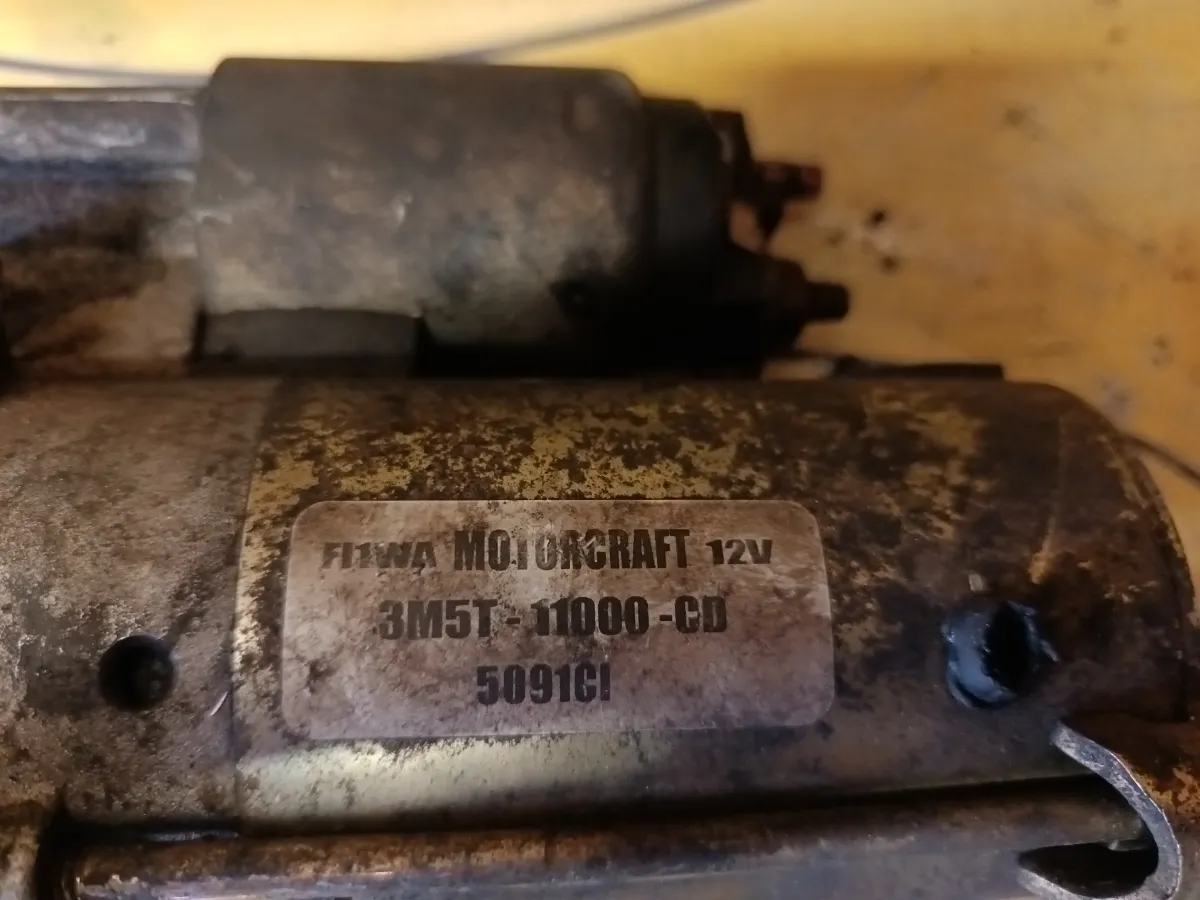 MOTORCRAFT 12V
3M5T - 11000 -CD
5091CI